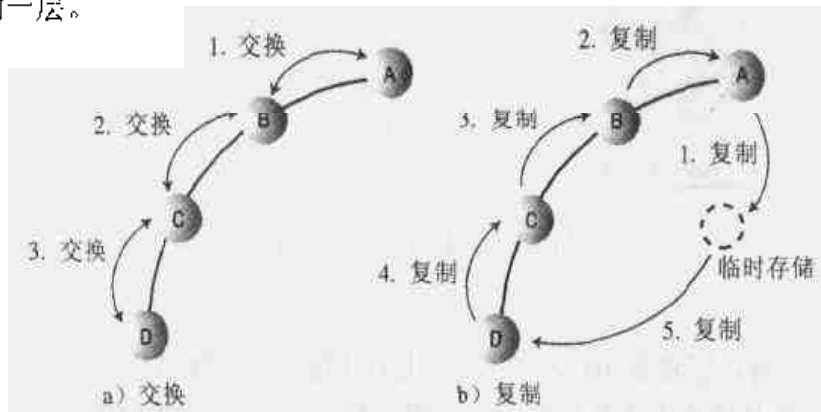 一层。
1. 交换
A
B
2. 交换
C
3. 交换
D
a) 交换
2. 复制
A
B
3. 复制
1. 复制
C
4. 复制
临时存储
D
5. 复制
b) 复制